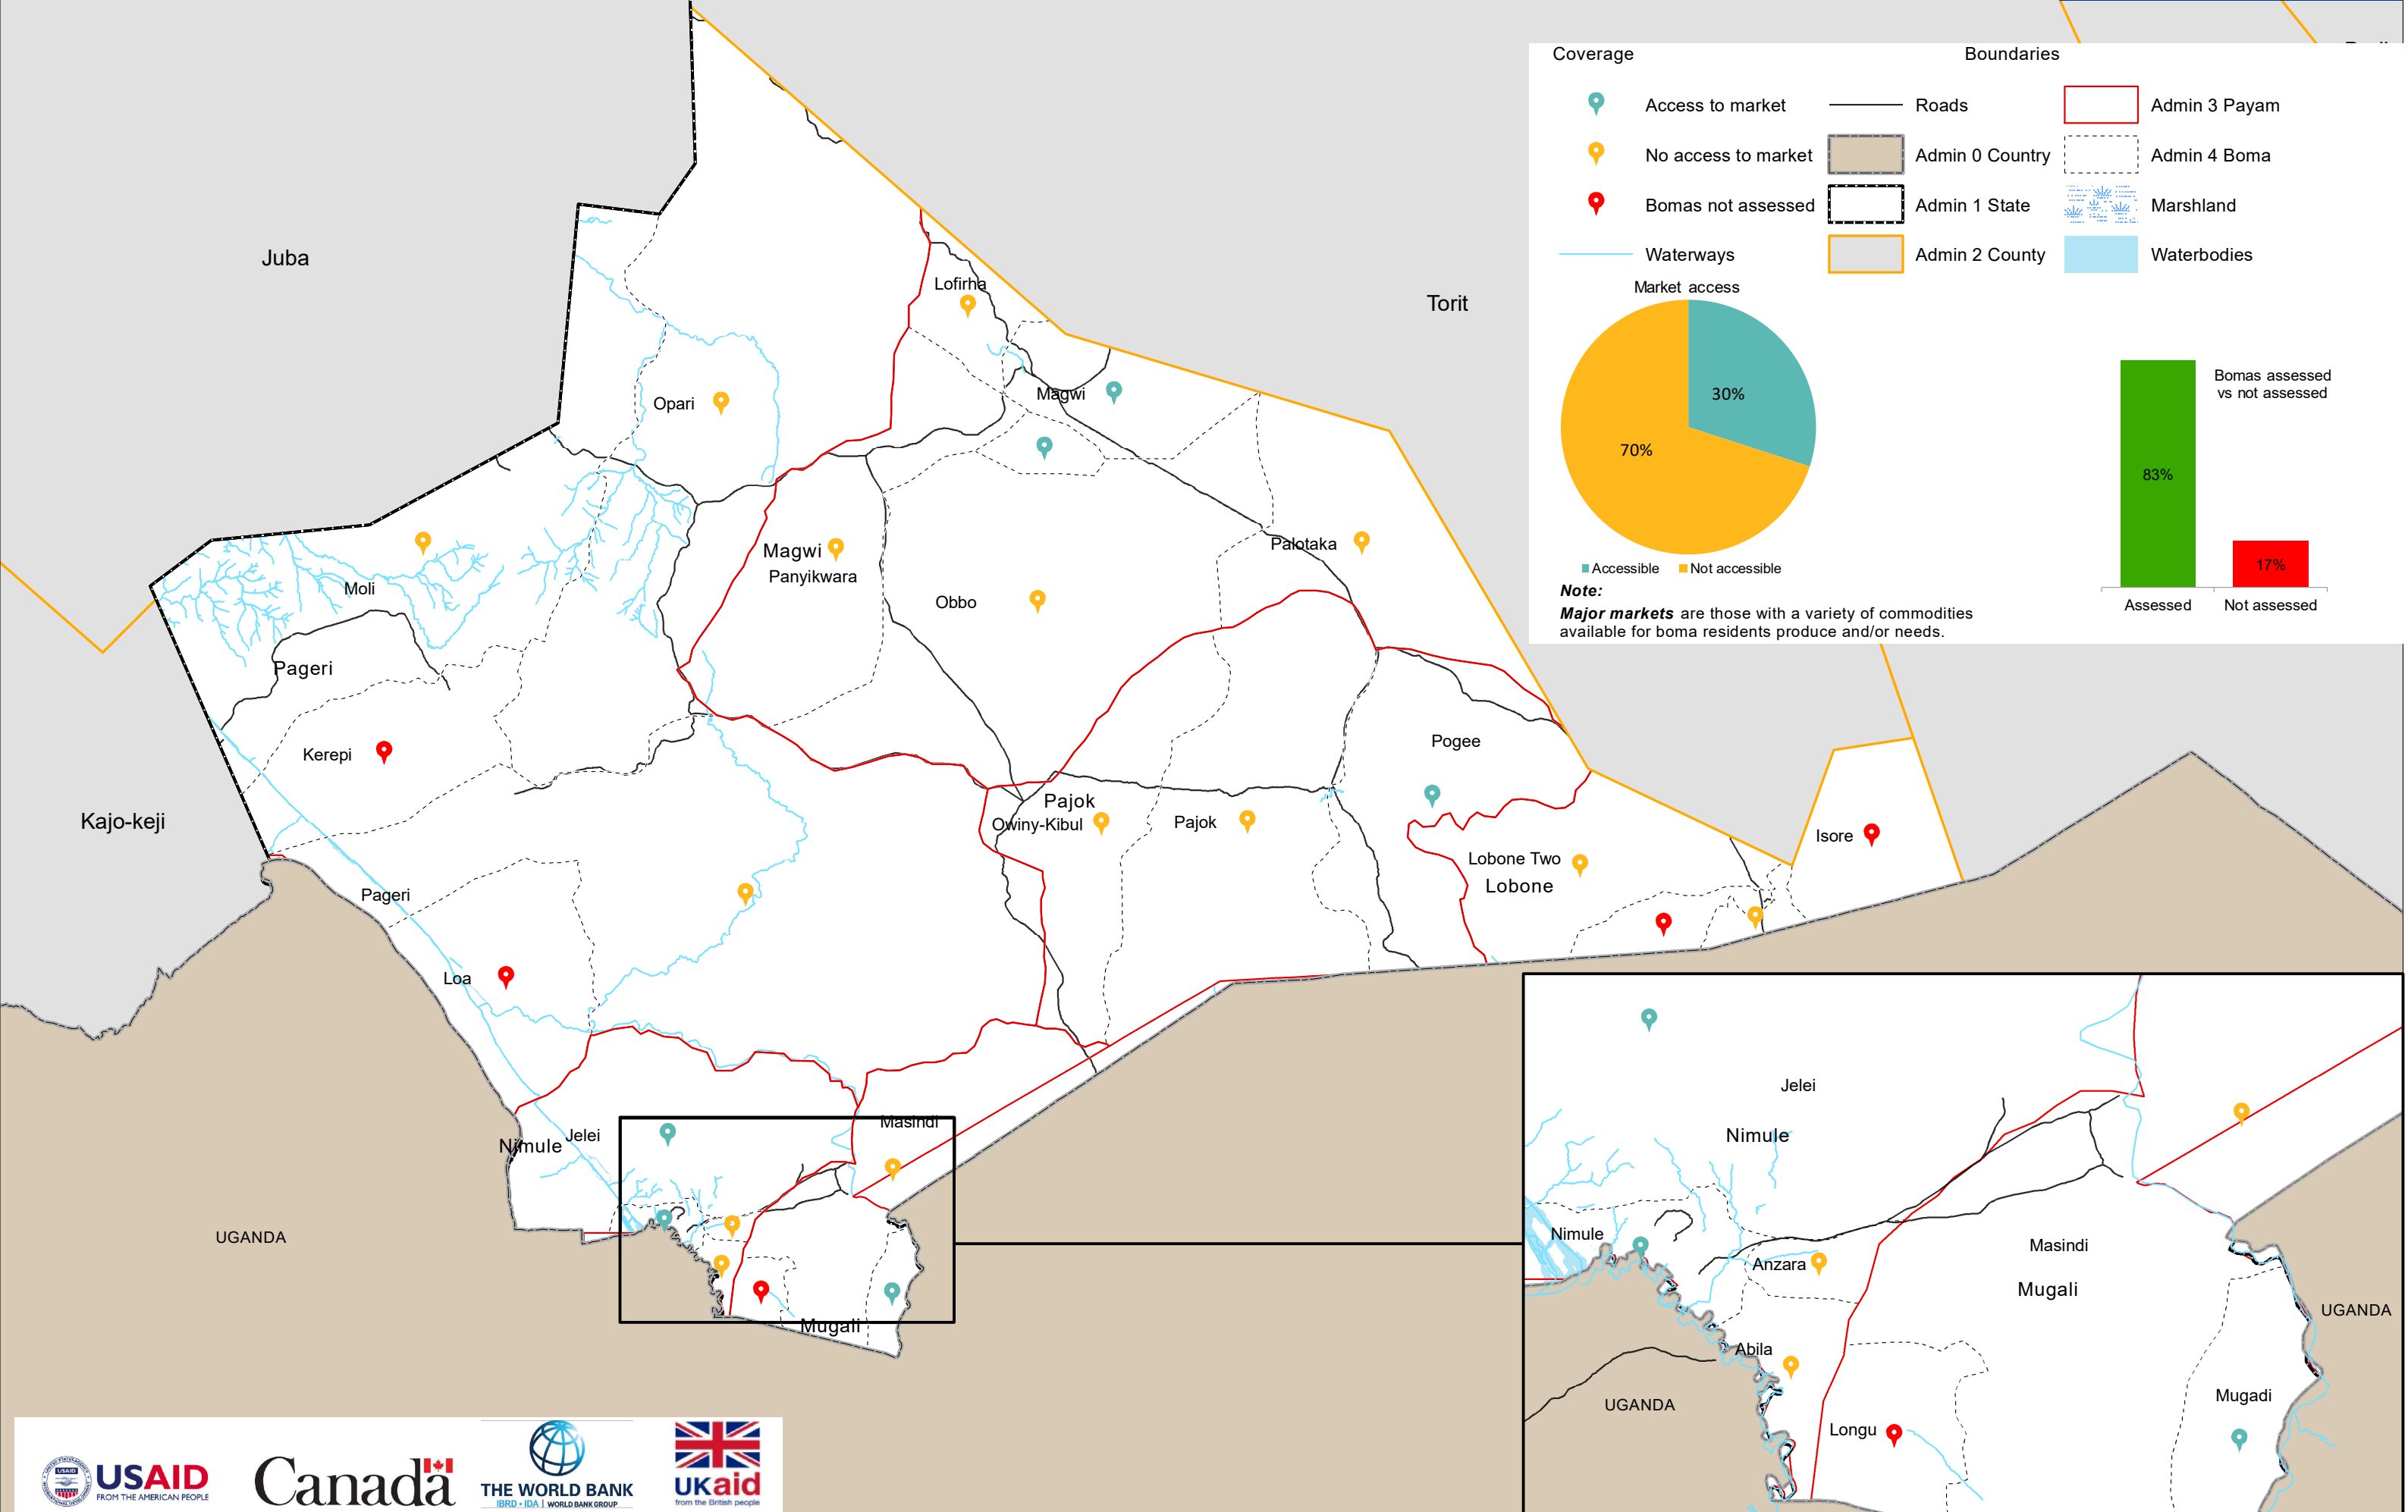 Coverage
Boundaries
Access to market
Roads
Admin 3 Payam
No access to market
Admin 0 Country
Admin 4 Boma
Bomas not assessed
Admin 1 State
Marshland
Waterways
Admin 2 County
Waterbodies
Market access
30%
70%
Accessible
Not accessible
Bomas assessed
vs not assessed
83%
17%
Assessed
Not assessed
Note:
Major markets are those with a variety of commodities
available for boma residents produce and/or needs.
Juba
Torit
Lofirha
Opari
Magwi
Magwi
Panyikwara
Palotaka
Moli
Obbo
Pageri
Kerepi
Pogee
Kajo-keji
Pajok
Owiny-Kibul
Pajok
Isore
Lobone Two
Lobone
Pageri
Loa
Masindi
Nimule
Jelei
UGANDA
Mugali
Jelei
Nimule
Nimule
Anzara
Masindi
Mugali
UGANDA
Abila
UGANDA
Mugadi
Longu
USAID
FROM THE AMERICAN PEOPLE
Canada
THE WORLD BANK
IBRD • IDA | WORLD BANK GROUP
UKaid
from the British people